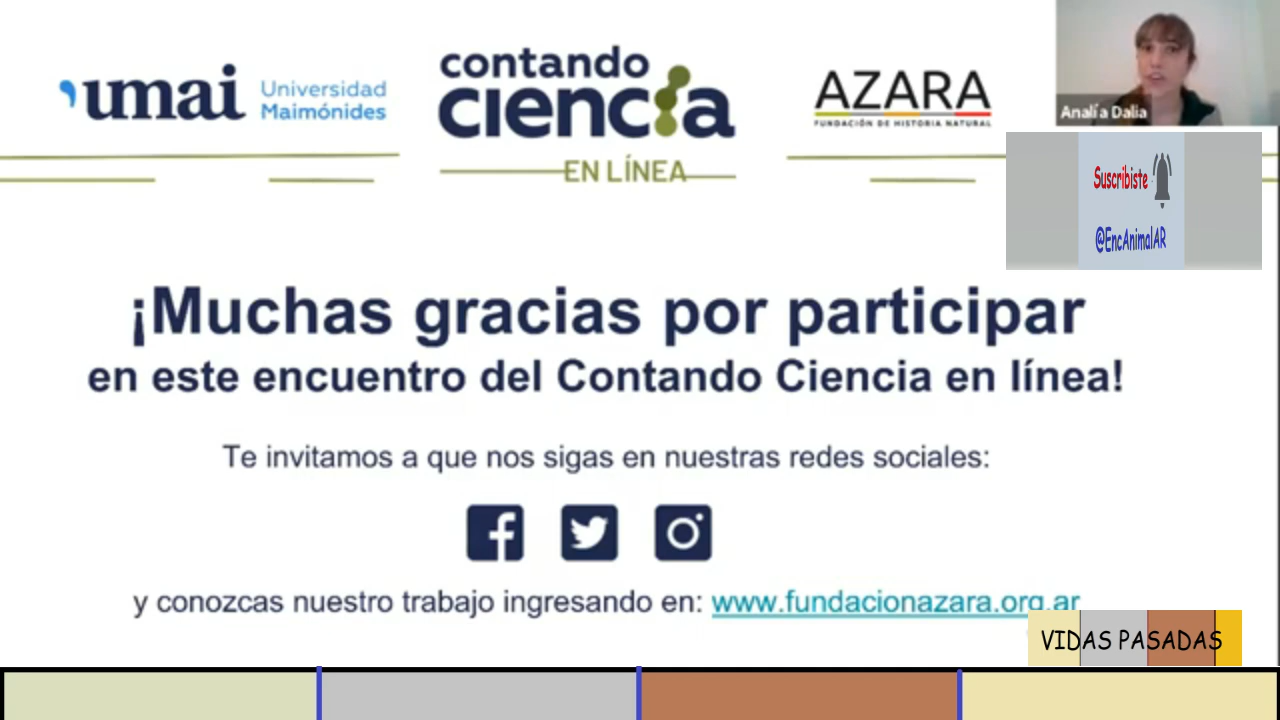 umai Universidad
Maimónides
contando
ciencia
EN LÍNEA
AZARA
FUNDACIÓN DE HISTORIA NATURAL
Analía Dalia
Suscribiste
@EncAnimalAR
¡Muchas gracias por participar
en este encuentro del Contando Ciencia en línea!
Te invitamos a que nos sigas en nuestras redes sociales:
y conozcas nuestro trabajo ingresando en: www.fundacionazara.org.ar
VIDAS PASADAS